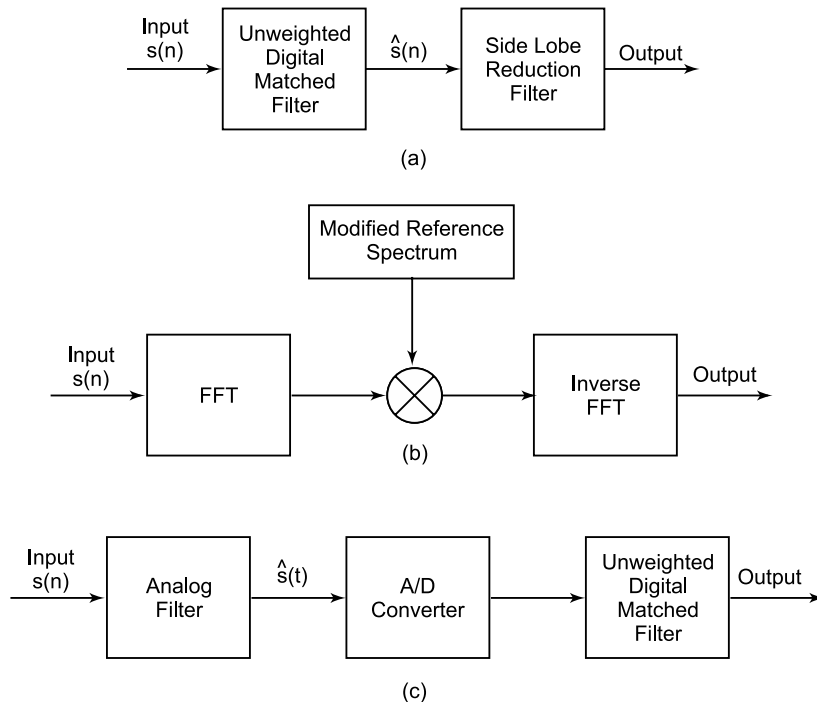 Input
s(n)
Unweighted
Digital
Matched
Filter
ŝ(n)
Side Lobe
Reduction
Filter
Output
(a)
Modified Reference
Spectrum
Input
s(n)
FFT
Inverse
FFT
Output
(b)
Input
s(n)
Analog
Filter
ŝ(t)
A/D
Converter
Unweighted
Digital
Matched
Filter
Output
(c)